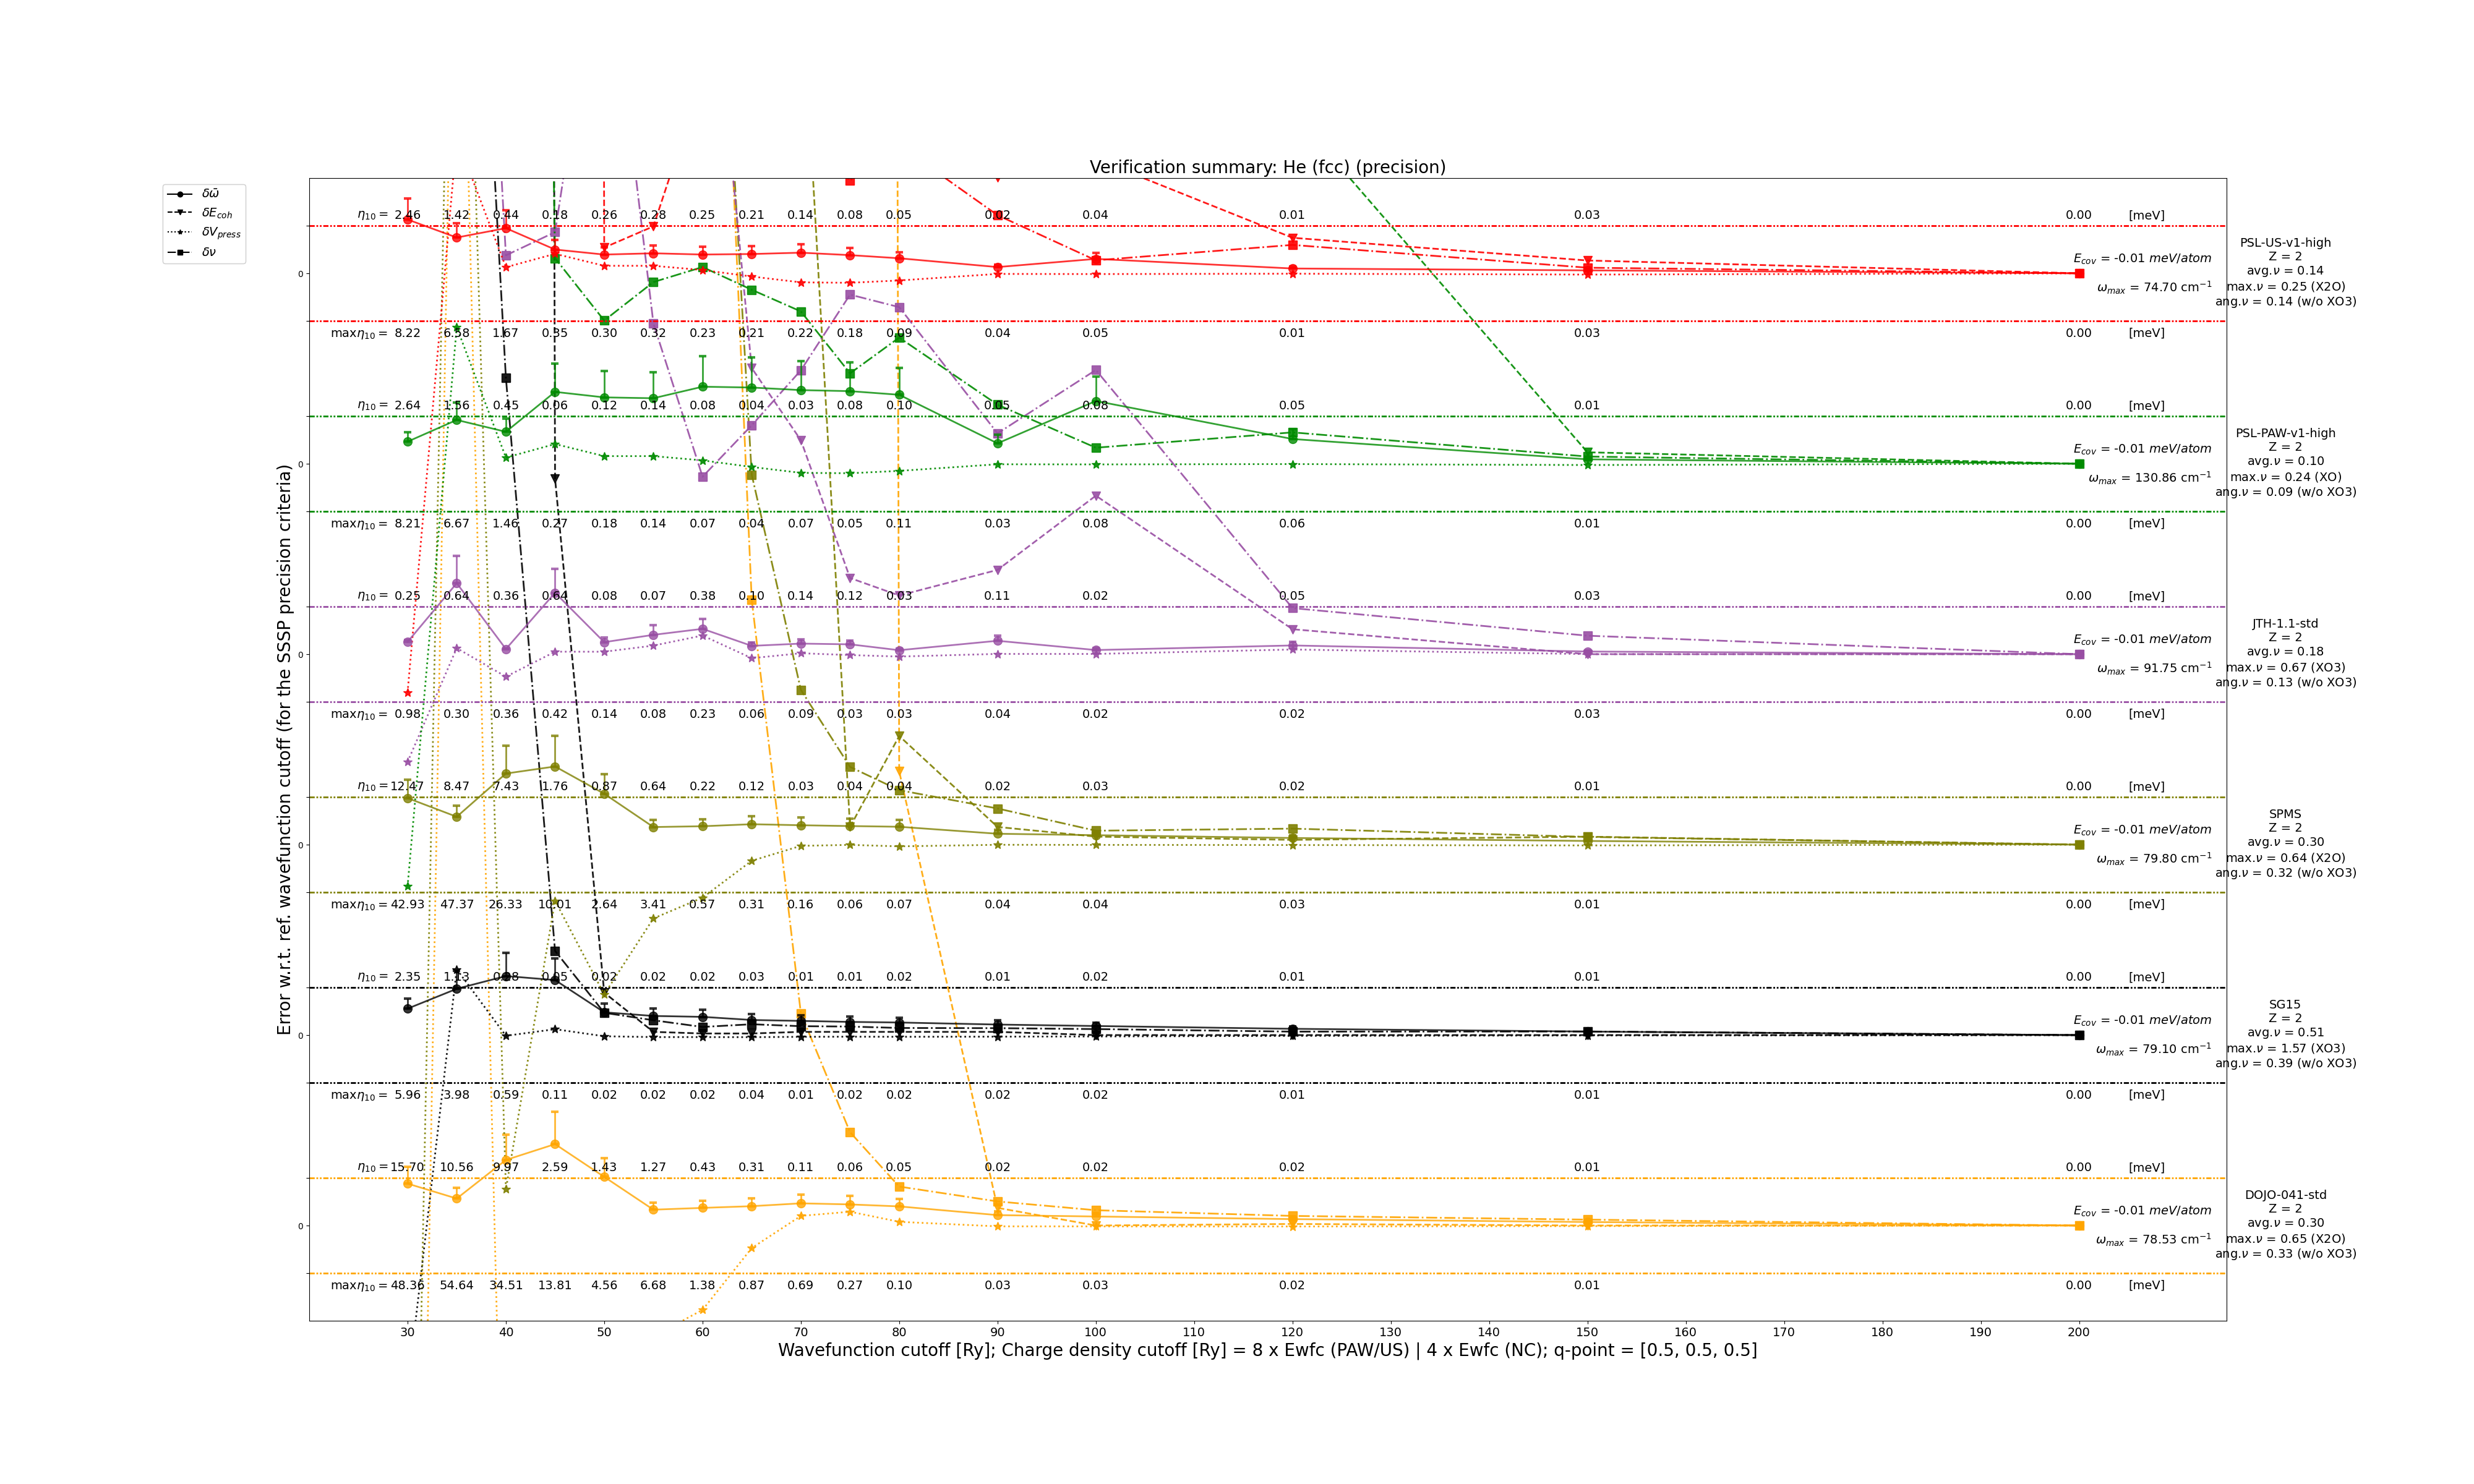 Verification summary: He (fcc) (precision)
δω̄
δE_coh
δV_press
δν
Error w.r.t. ref. wavefunction cutoff (for the SSSP precision criteria)
η₁₀ = 2.46 1.42 0.44 0.18 0.26 0.28 0.25 0.21 0.14 0.08 0.05 0.02 0.04 0.01 0.03 0.00 [meV]
0
E_cov = -0.01 meV/atom
ω_max = 74.70 cm⁻¹
PSL-US-v1-high
Z = 2
avg.ν = 0.14
max.ν = 0.25 (X2O)
ang.ν = 0.14 (w/o XO3)
maxη₁₀ = 8.22 6.58 1.67 0.35 0.30 0.32 0.23 0.21 0.22 0.18 0.09 0.04 0.05 0.01 0.03 0.00 [meV]
η₁₀ = 2.64 1.56 0.45 0.06 0.12 0.14 0.08 0.04 0.03 0.08 0.10 0.05 0.08 0.05 0.01 0.00 [meV]
0
E_cov = -0.01 meV/atom
ω_max = 130.86 cm⁻¹
PSL-PAW-v1-high
Z = 2
avg.ν = 0.10
max.ν = 0.24 (XO)
ang.ν = 0.09 (w/o XO3)
maxη₁₀ = 8.21 6.67 1.46 0.27 0.18 0.14 0.07 0.04 0.07 0.05 0.11 0.03 0.08 0.06 0.01 0.00 [meV]
η₁₀ = 0.25 0.64 0.36 0.64 0.08 0.07 0.38 0.10 0.14 0.12 0.03 0.11 0.02 0.05 0.03 0.00 [meV]
0
E_cov = -0.01 meV/atom
ω_max = 91.75 cm⁻¹
JTH-1.1-std
Z = 2
avg.ν = 0.18
max.ν = 0.67 (XO3)
ang.ν = 0.13 (w/o XO3)
maxη₁₀ = 0.98 0.30 0.36 0.42 0.14 0.08 0.23 0.06 0.09 0.03 0.03 0.04 0.02 0.02 0.03 0.00 [meV]
η₁₀ = 12.47 8.47 7.43 1.76 0.87 0.64 0.22 0.12 0.03 0.04 0.04 0.02 0.03 0.02 0.01 0.00 [meV]
0
E_cov = -0.01 meV/atom
ω_max = 79.80 cm⁻¹
SPMS
Z = 2
avg.ν = 0.30
max.ν = 0.64 (X2O)
ang.ν = 0.32 (w/o XO3)
maxη₁₀ = 42.93 47.37 26.33 10.01 2.64 3.41 0.57 0.31 0.16 0.06 0.07 0.04 0.04 0.03 0.01 0.00 [meV]
η₁₀ = 2.35 1.13 0.05 0.02 0.02 0.02 0.03 0.01 0.01 0.02 0.01 0.02 0.01 0.01 0.00 [meV]
0
E_cov = -0.01 meV/atom
ω_max = 79.10 cm⁻¹
SG15
Z = 2
avg.ν = 0.51
max.ν = 1.57 (XO3)
ang.ν = 0.39 (w/o XO3)
maxη₁₀ = 5.96 3.98 0.59 0.11 0.02 0.02 0.02 0.04 0.01 0.02 0.02 0.02 0.02 0.01 0.01 0.00 [meV]
η₁₀ = 15.70 10.56 9.97 2.59 1.43 1.27 0.43 0.31 0.11 0.06 0.05 0.02 0.02 0.02 0.01 0.00 [meV]
0
E_cov = -0.01 meV/atom
ω_max = 78.53 cm⁻¹
DOJO-041-std
Z = 2
avg.ν = 0.30
max.ν = 0.65 (X2O)
ang.ν = 0.33 (w/o XO3)
maxη₁₀ = 48.36 54.64 34.51 13.81 4.56 6.68 1.38 0.87 0.69 0.27 0.10 0.03 0.03 0.02 0.01 0.00 [meV]
30 40 50 60 70 80 90 100 110 120 130 140 150 160 170 180 190 200
Wavefunction cutoff [Ry]; Charge density cutoff [Ry] = 8 x Ewfc (PAW/US) | 4 x Ewfc (NC); q-point = [0.5, 0.5, 0.5]